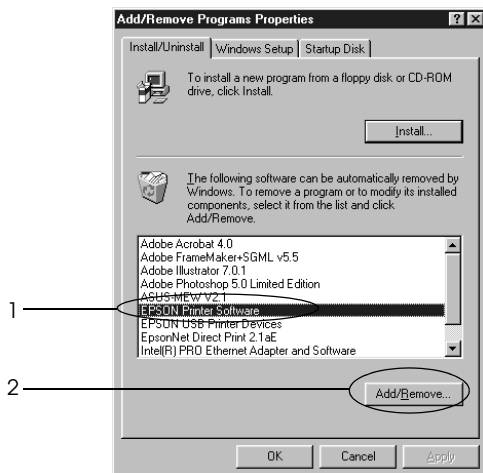 Add/Remove Programs Properties
Install/Uninstall Windows Setup Startup Disk
To install a new program from a floppy disk or CD-ROM
drive, click Install.
Install...
The following software can be automatically removed by
Windows. To remove a program or to modify its installed
components, select it from the list and click
Add/Remove.
Adobe Acrobat 4.0
Adobe FrameMaker+SGML v5.5
Adobe Illustrator 7.0.1
Adobe Photoshop 5.0 Limited Edition
ASUS-MEW V2.1
1
EPSON Printer Software
EPSON USB Printer Devices
EpsonNet Direct Print 2.1aE
Intel(R) PRO Ethernet Adapter and Software
2
Add/Remove...
OK Cancel Apply